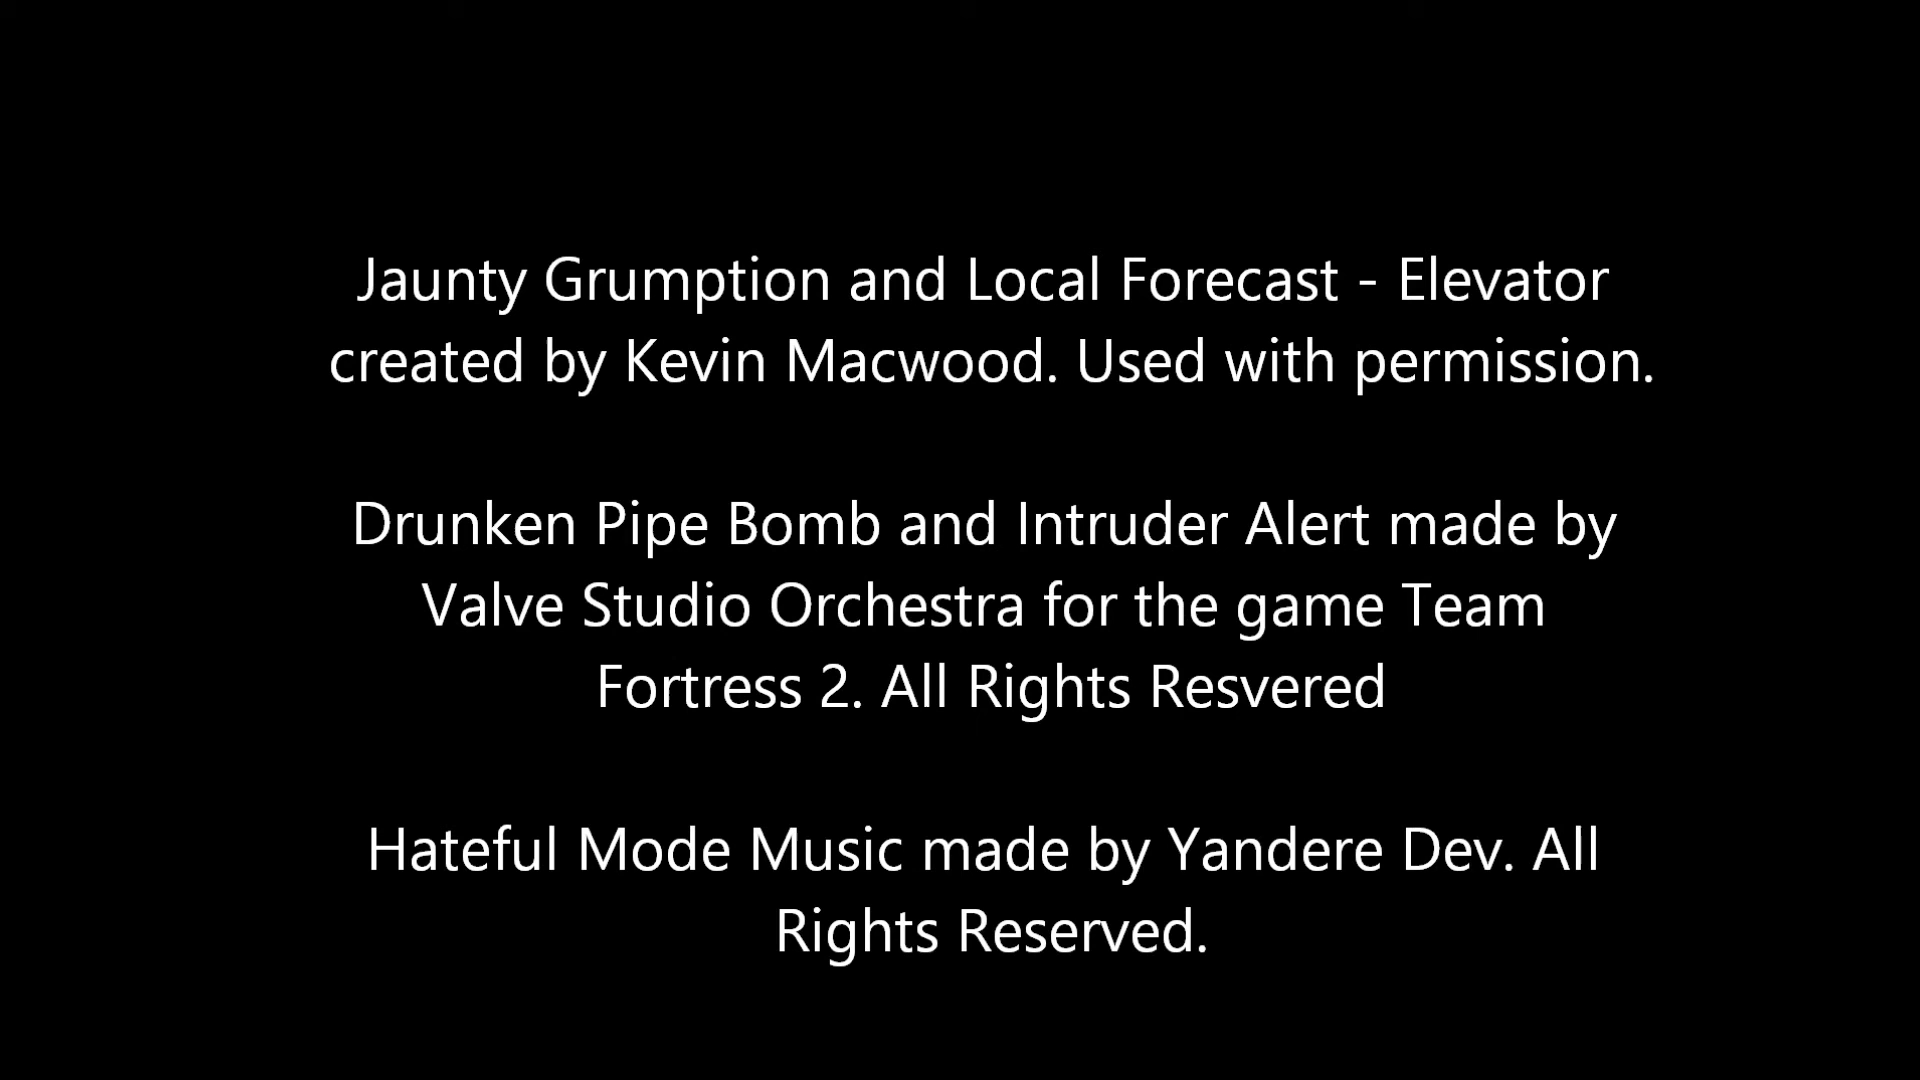 Jaunty Grumption and Local Forecast - Elevator
created by Kevin Macwood. Used with permission.
Drunken Pipe Bomb and Intruder Alert made by
Valve Studio Orchestra for the game Team
Fortress 2. All Rights Resvered
Hateful Mode Music made by Yandere Dev. All
Rights Reserved.